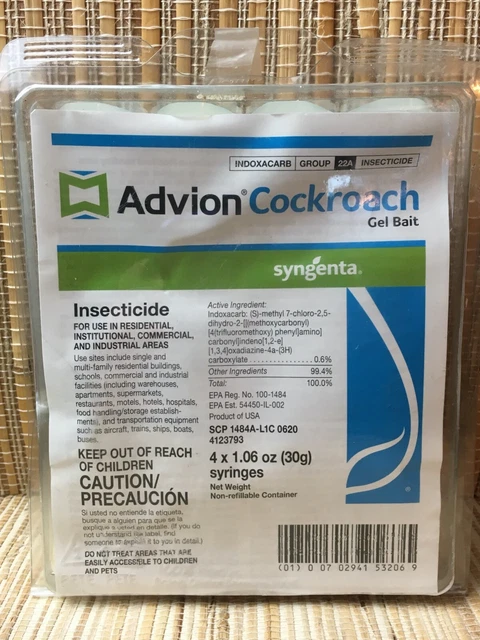 INDOXACARB GROUP 22A INSECTICIDE
Advion® Cockroach
Gel Bait
syngenta®
Insecticide
FOR USE IN RESIDENTIAL,
INSTITUTIONAL, COMMERCIAL,
AND INDUSTRIAL AREAS
Use sites include single and
multi-family residential buildings,
schools, commercial and industrial
facilities (including warehouses,
apartments, supermarkets,
restaurants, motels, hotels, hospitals,
food handling/storage establish-
ments), and transportation equipment
such as aircraft, trains, ships, boats,
buses.
KEEP OUT OF REACH
OF CHILDREN
CAUTION/
PRECAUCIÓN
Si usted no entiende la etiqueta,
busque a alguien para que se la
explique a usted en detalle. (If you do
not understand the label, find
someone to explain it to you in detail.)
DO NOT TREAT AREAS THAT ARE
EASILY ACCESSIBLE TO CHILDREN
AND PETS
Active Ingredient:
Indoxacarb: (S)-methyl 7-chloro-2,5-
dihydro-2-[[(methoxycarbonyl)
[4(trifluoromethoxy) phenyl]amino]
carbonyl]indeno[1,2-e]
[1,3,4]oxadiazine-4a-(3H)
carboxylate 0.6%
Other Ingredients 99.4%
Total: 100.0%
EPA Reg. No. 100-1484
EPA Est. 54450-IL-002
Product of USA
SCP 1484A-L1C 0620
4123793
4 x 1.06 oz (30g)
syringes
Net Weight
Non-refillable Container
(01) 0 07 02941 53206 9